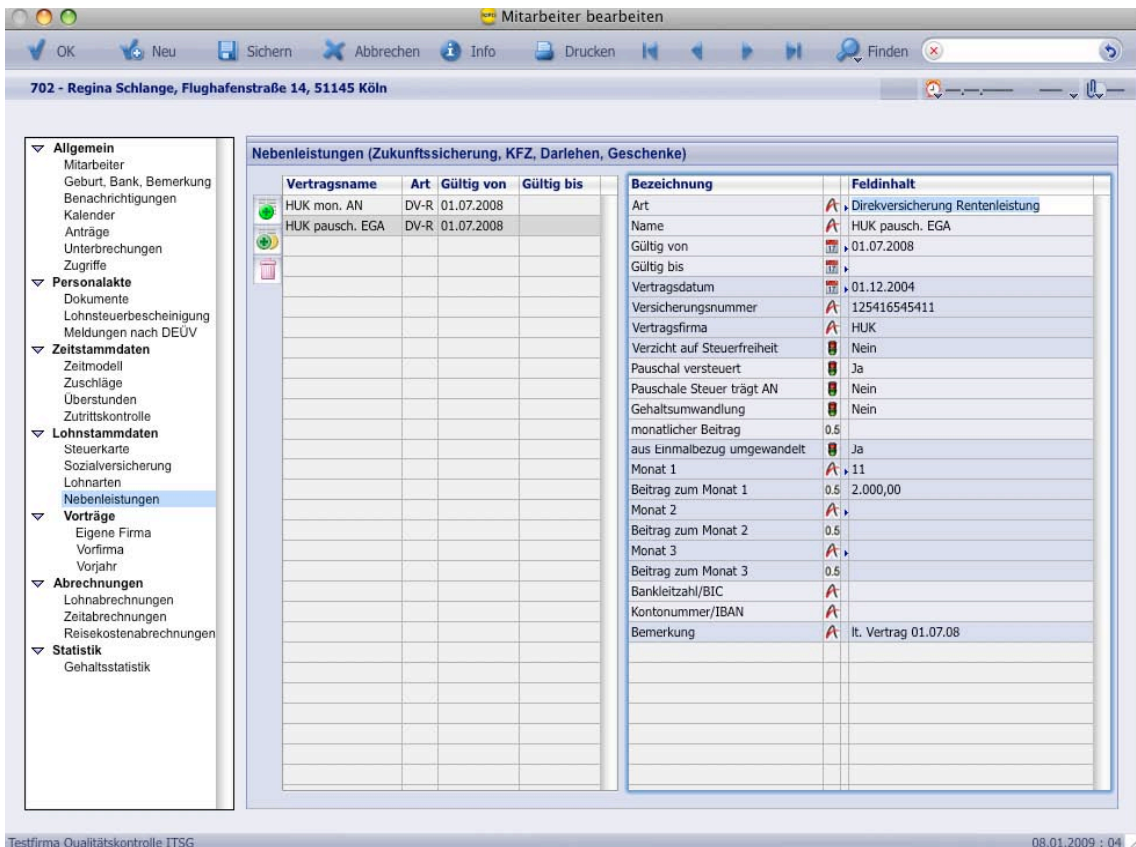 Mitarbeiter bearbeiten
OK Neu Sichern Abbrechen Info Drucken Finden
702 - Regina Schlange, Flughafenstraße 14, 51145 Köln
Allgemein
Mitarbeiter
Geburt, Bank, Bemerkung
Benachrichtigungen
Kalender
Anträge
Unterbrechungen
Zugriffe
Personalakte
Dokumente
Lohnsteuerbescheinigung
Meldungen nach DEÜV
Zeitstammdaten
Zeitmodell
Zuschläge
Überstunden
Zutrittskontrolle
Lohnstammdaten
Steuerkarte
Sozialversicherung
Lohnarten
Nebenleistungen
Vorträge
Eigene Firma
Vorfirma
Vorjahr
Abrechnungen
Lohnabrechnungen
Zeitabrechnungen
Reisekostenabrechnungen
Statistik
Gehaltsstatistik
Nebenleistungen (Zukunftssicherung, KFZ, Darlehen, Geschenke)
Vertragsname Art Gültig von Gültig bis
HUK mon. AN DV-R 01.07.2008
HUK pausch. EGA DV-R 01.07.2008
Bezeichnung Feldinhalt
Art Direkversicherung Rentenleistung
Name HUK pausch. EGA
Gültig von 01.07.2008
Gültig bis
Vertragsdatum 01.12.2004
Versicherungsnummer 125416545411
Vertragsfirma HUK
Verzicht auf Steuerfreiheit Nein
Pauschal versteuert Ja
Pauschale Steuer trägt AN Nein
Gehaltsumwandlung Nein
monatlicher Beitrag 0.5
aus Einmalbezug umgewandelt Ja
Monat 1 11
Beitrag zum Monat 1 0.5 2.000,00
Monat 2
Beitrag zum Monat 2 0.5
Monat 3
Beitrag zum Monat 3 0.5
Bankleitzahl/BIC
Kontonummer/IBAN
Bemerkung lt. Vertrag 01.07.08
Testfirma Qualitätskontrolle ITSG 08.01.2009 : 04